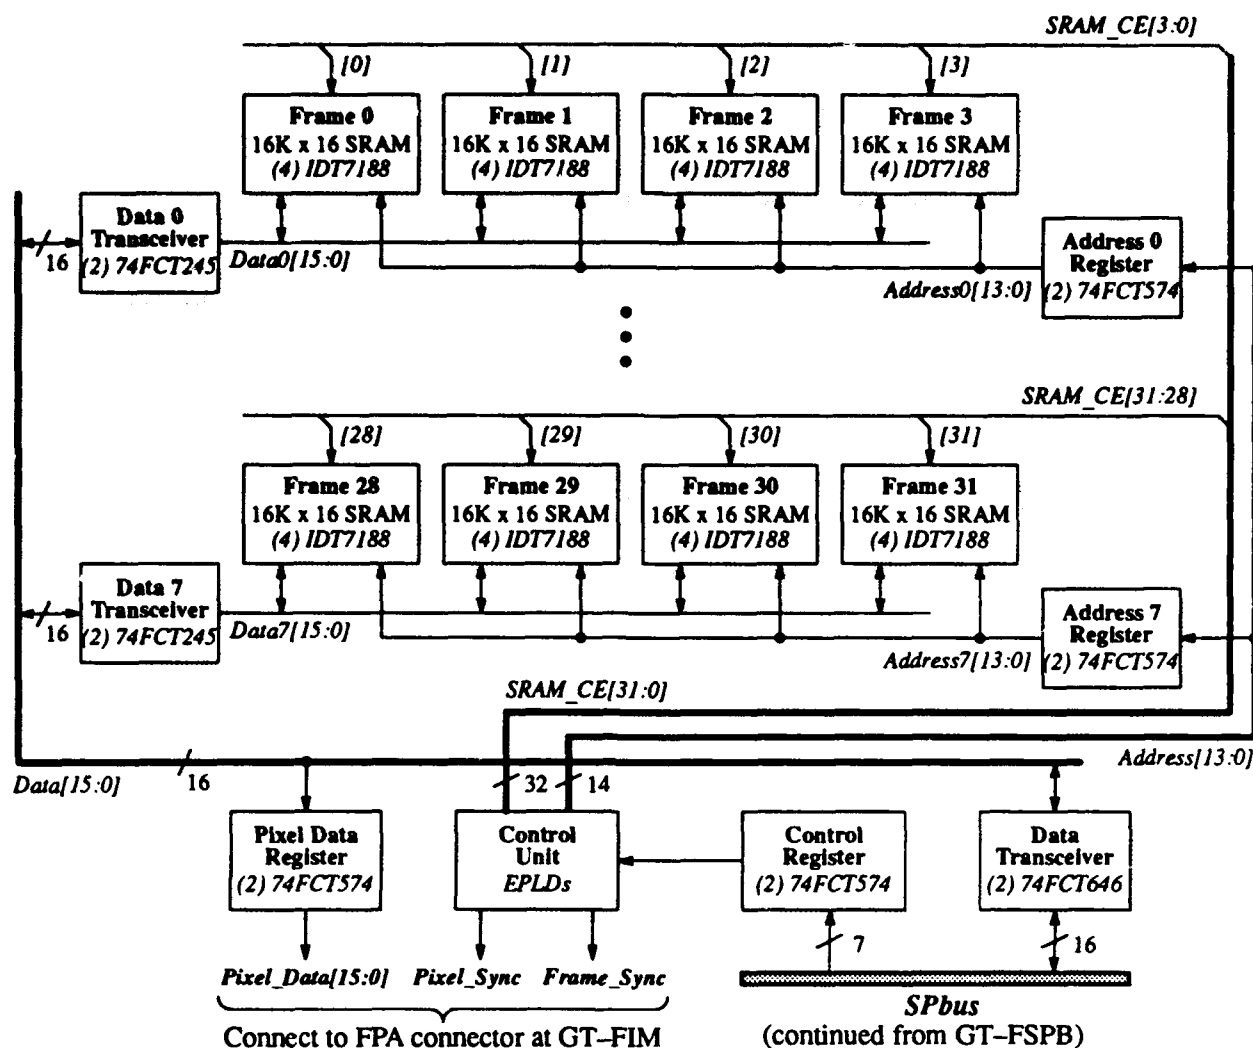 SRAM_CE[3:0]
[0] [1] [2] [3]
Frame 0 Frame 1 Frame 2 Frame 3
16K x 16 SRAM 16K x 16 SRAM 16K x 16 SRAM 16K x 16 SRAM
(4) IDT7188 (4) IDT7188 (4) IDT7188 (4) IDT7188
Data 0
Transceiver
(2) 74FCT245
16
Data0[15:0]
Address 0
Register
(2) 74FCT574
Address0[13:0]
SRAM_CE[31:28]
[28] [29] [30] [31]
Frame 28 Frame 29 Frame 30 Frame 31
16K x 16 SRAM 16K x 16 SRAM 16K x 16 SRAM 16K x 16 SRAM
(4) IDT7188 (4) IDT7188 (4) IDT7188 (4) IDT7188
Data 7
Transceiver
(2) 74FCT245
16
Data7[15:0]
Address 7
Register
(2) 74FCT574
Address7[13:0]
SRAM_CE[31:0]
Data[15:0] 16 32 14 Address[13:0]
Pixel Data
Register
(2) 74FCT574
Control
Unit
EPLDs
Control
Register
(2) 74FCT574
Data
Transceiver
(2) 74FCT646
7 16
Pixel_Data[15:0] Pixel_Sync Frame_Sync
SPbus
Connect to FPA connector at GT–FIM
(continued from GT–FSPB)